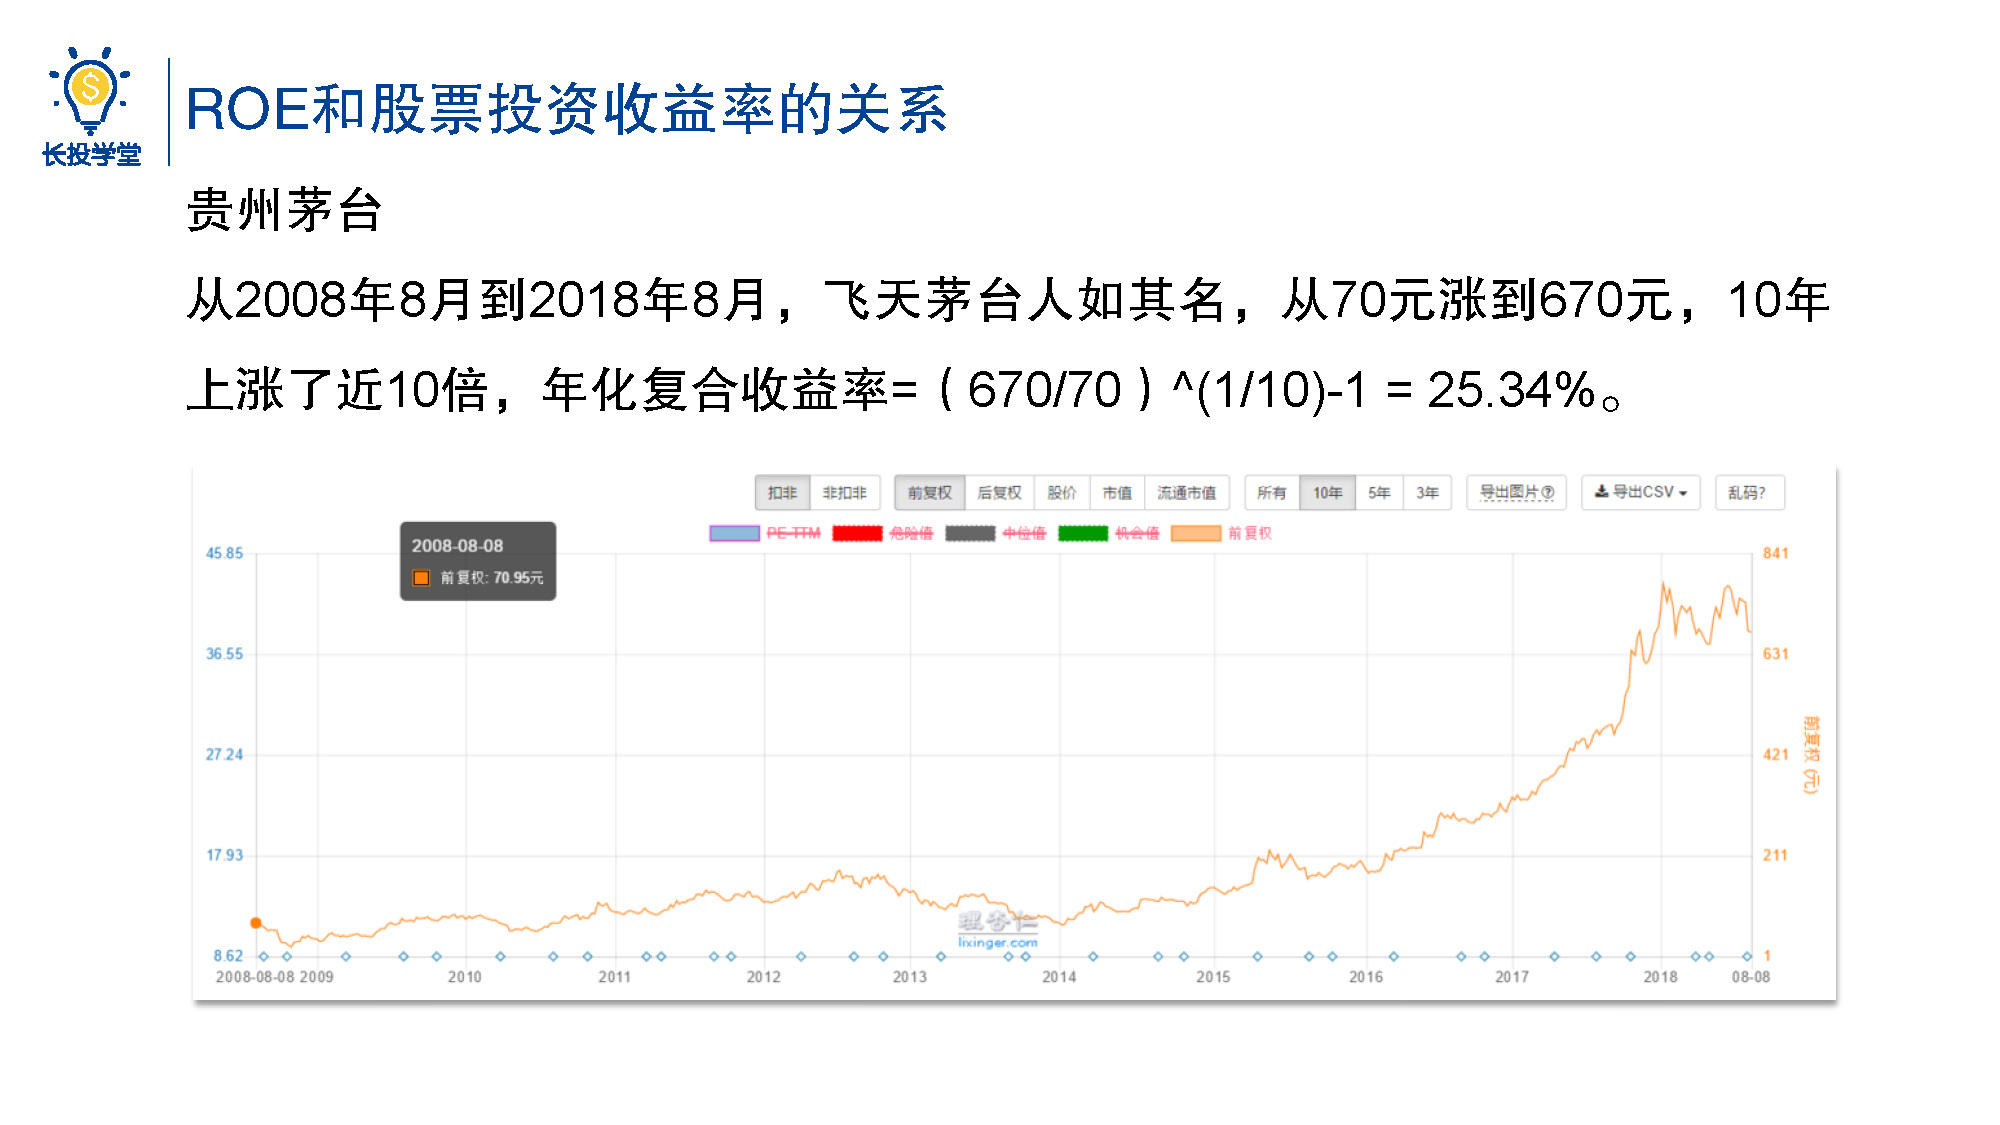 长投学堂
ROE和股票投资收益率的关系
贵州茅台
从2008年8月到2018年8月，飞天茅台人如其名，从70元涨到670元，10年
上涨了近10倍，年化复合收益率=（670/70）^(1/10)-1 = 25.34%。
扣非 非扣非 前复权 后复权 股价 市值 流通市值 所有 10年 5年 3年 导出图片 导出CSV 乱码?
PE-TTM 危险值 中位值 机会值 前复权
2008-08-08
前复权: 70.95元
45.85 841
36.55 631
27.24 421
17.93 211
8.62 1
前复权 (元)
理杏仁
lixinger.com
2008-08-08 2009 2010 2011 2012 2013 2014 2015 2016 2017 2018 08-08